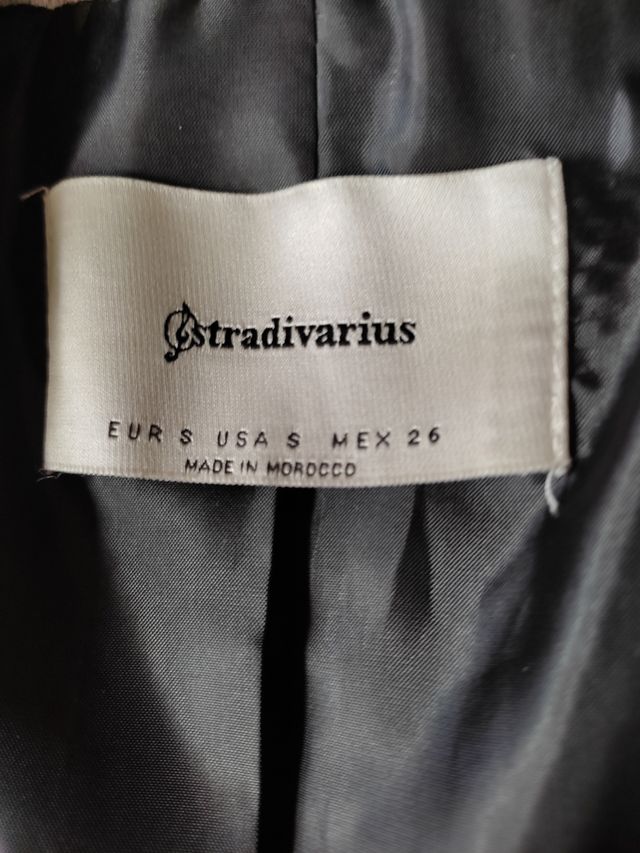 stradivarius
EUR S USA S MEX 26
MADE IN MOROCCO